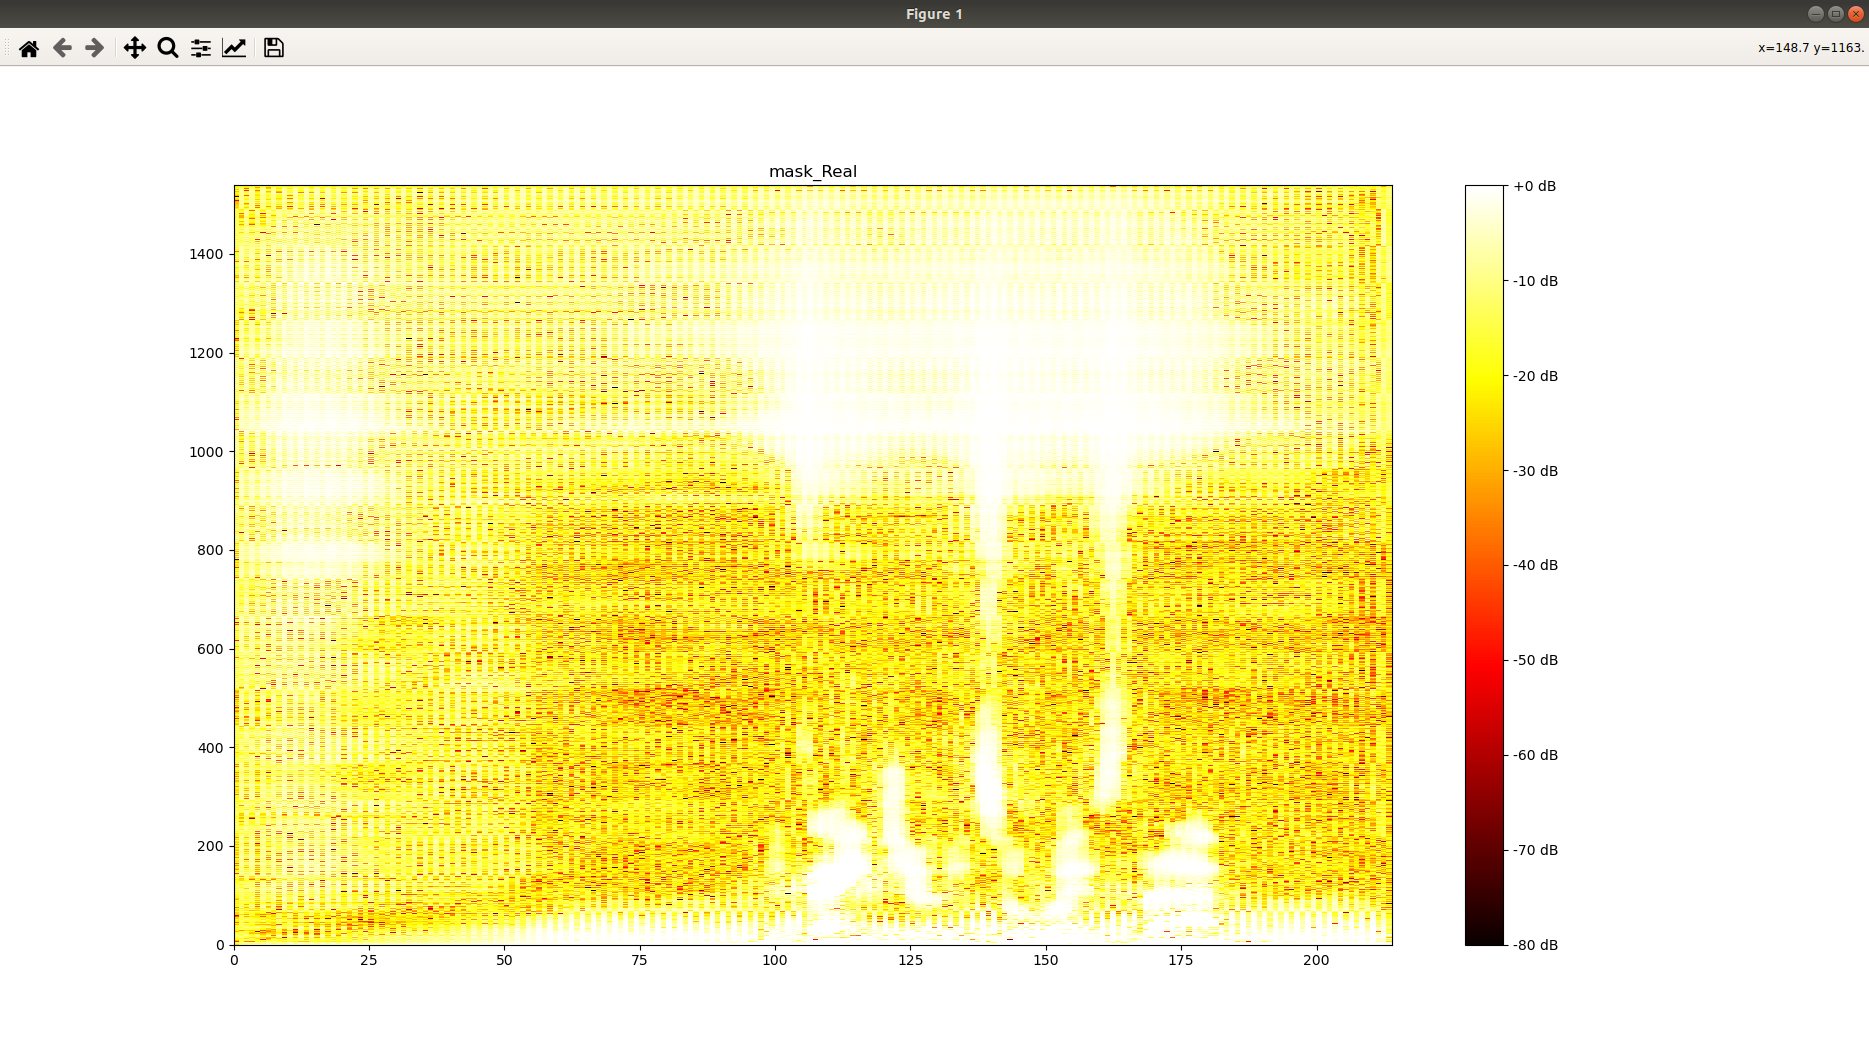 Figure 1
x=148.7 y=1163.
mask_Real
1400
1200
1000
800
600
400
200
0
0 25 50 75 100 125 150 175 200
+0 dB
-10 dB
-20 dB
-30 dB
-40 dB
-50 dB
-60 dB
-70 dB
-80 dB